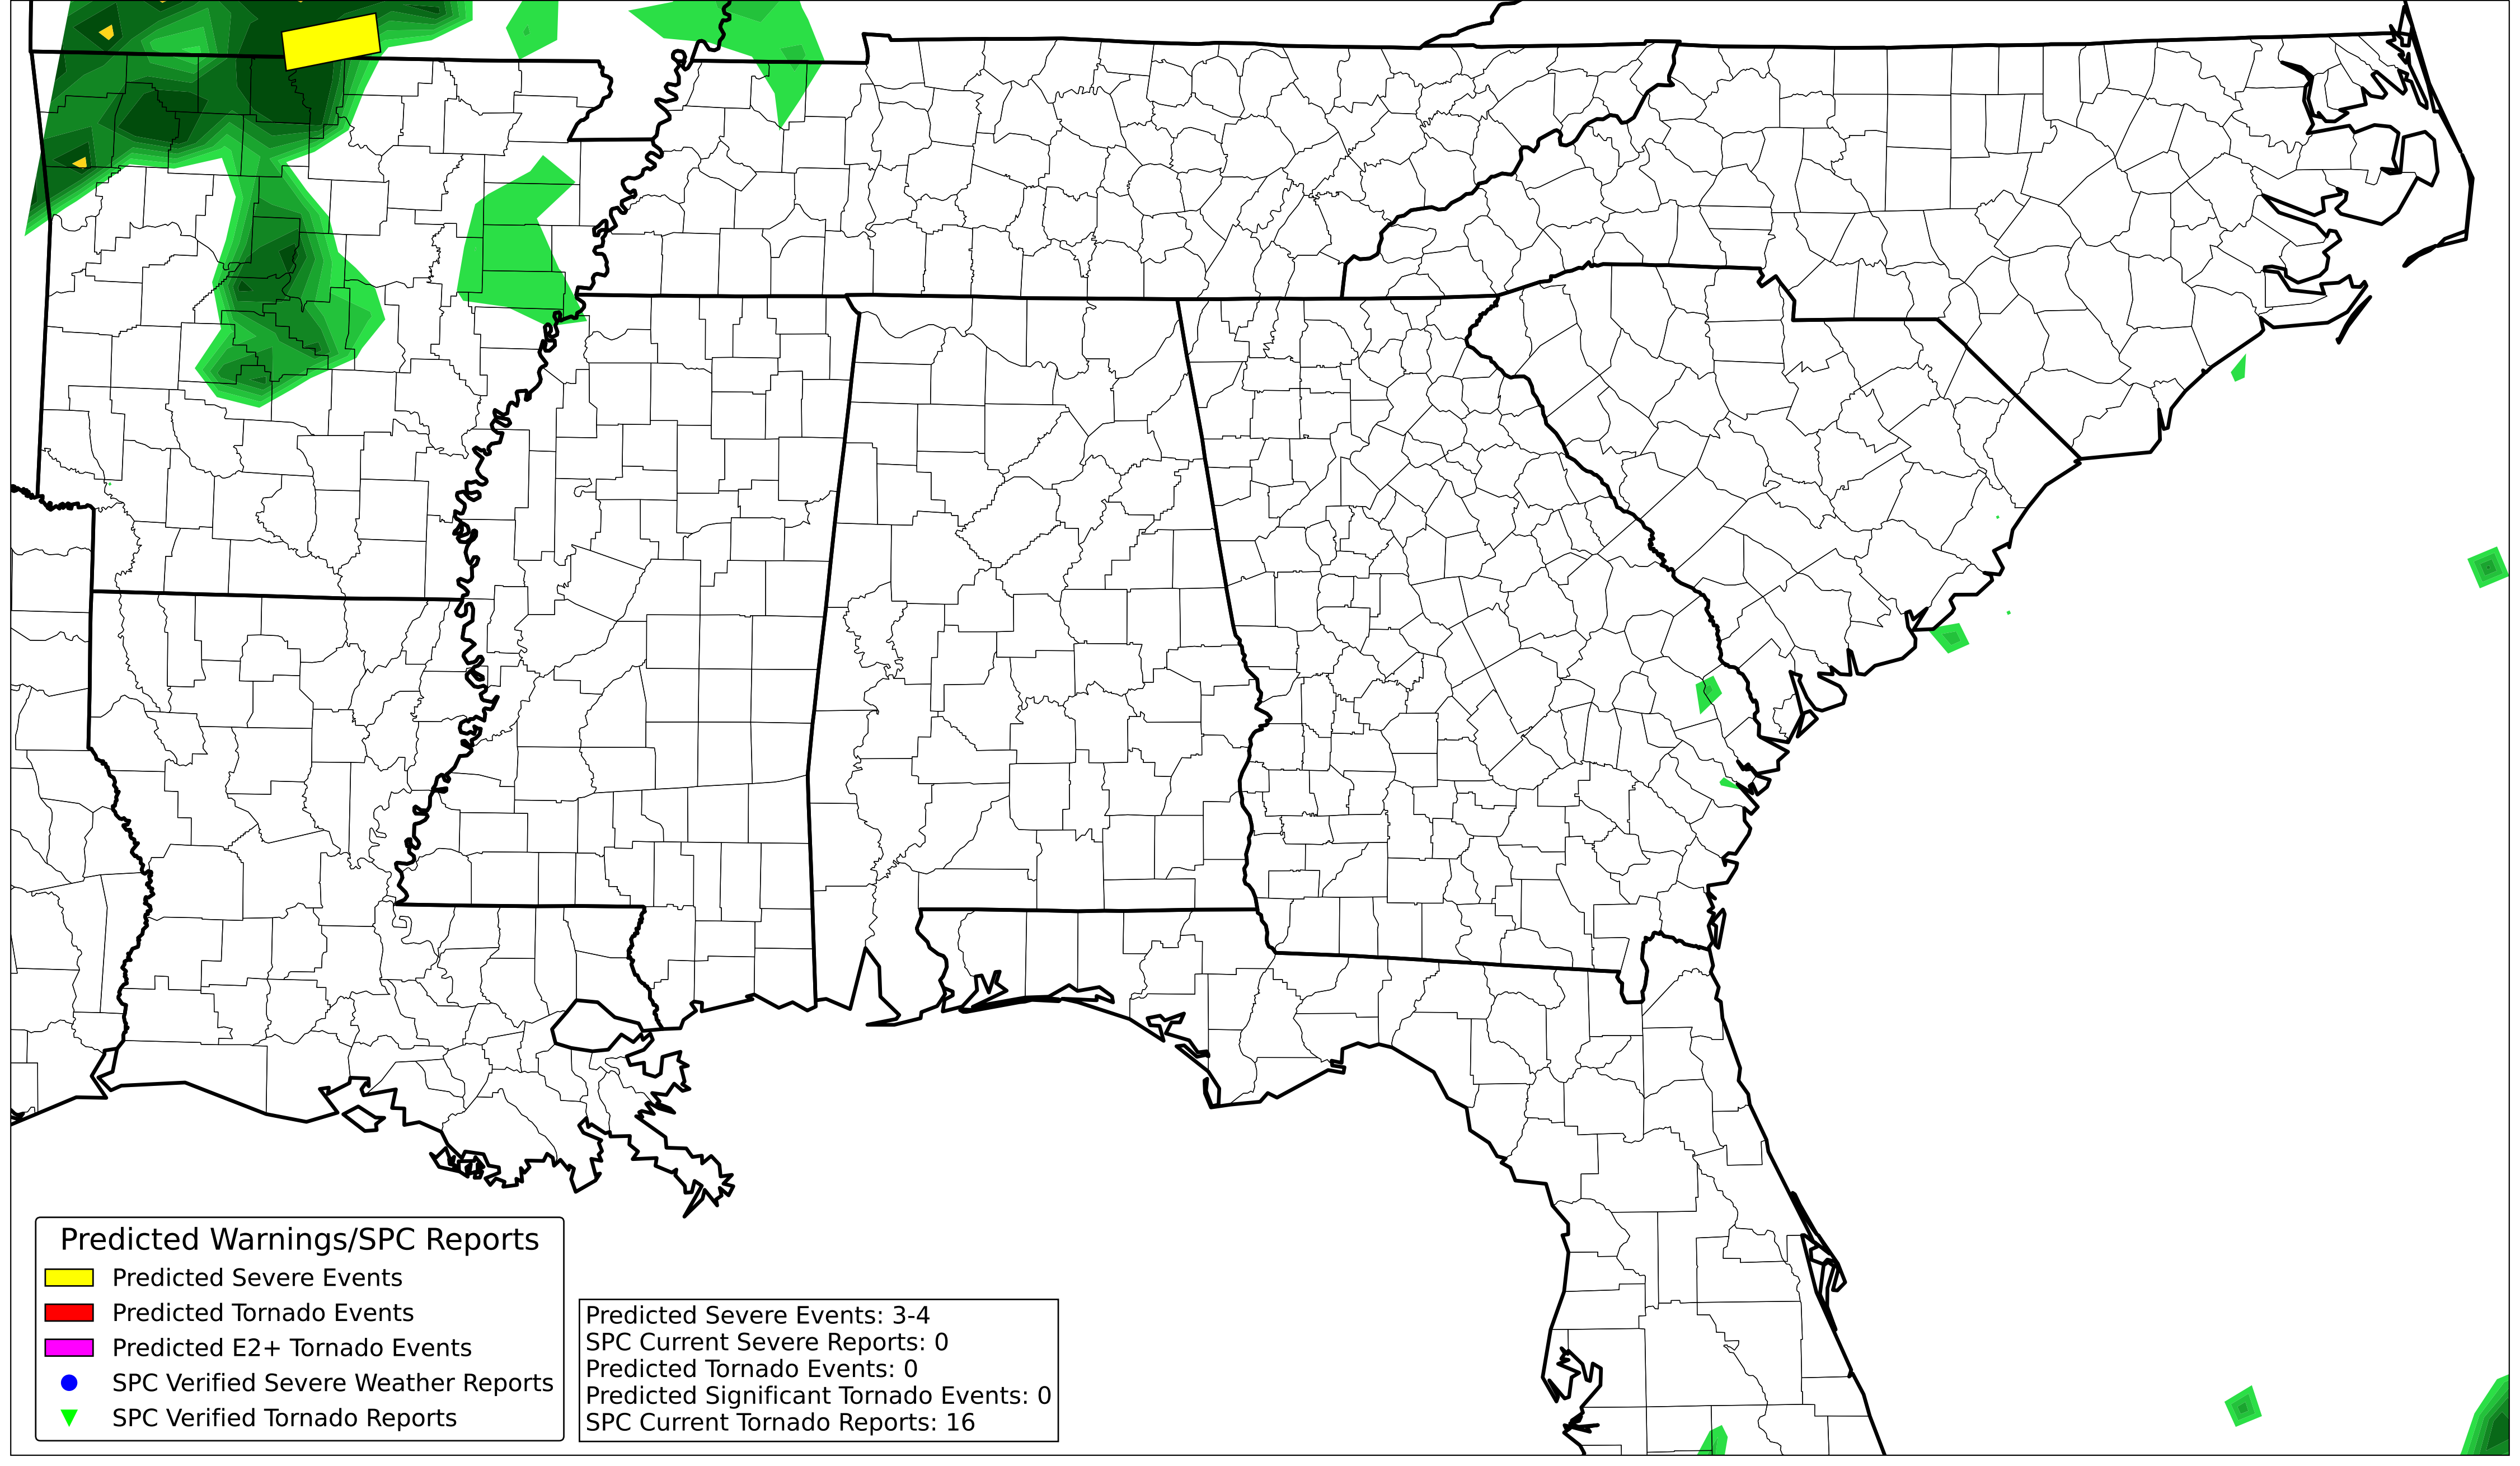 Predicted Warnings/SPC Reports
Predicted Severe Events
Predicted Tornado Events
Predicted E2+ Tornado Events
SPC Verified Severe Weather Reports
SPC Verified Tornado Reports
Predicted Severe Events: 3-4
SPC Current Severe Reports: 0
Predicted Tornado Events: 0
Predicted Significant Tornado Events: 0
SPC Current Tornado Reports: 16